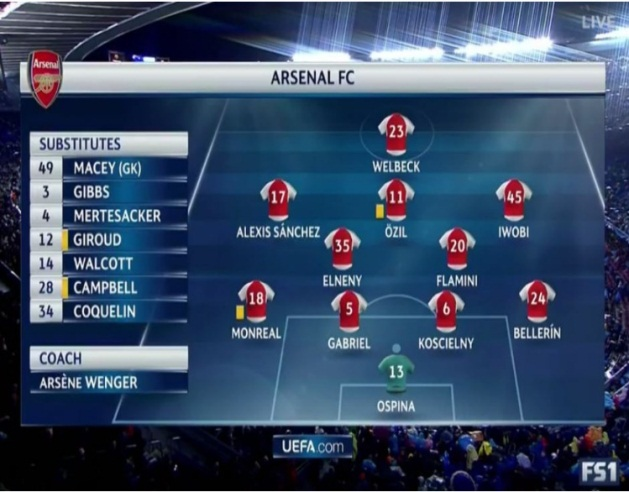 LIVE
Arsenal
ARSENAL FC
SUBSTITUTES
49 MACEY (GK)
3 GIBBS
4 MERTESACKER
12 GIROUD
14 WALCOTT
28 CAMPBELL
34 COQUELIN
COACH
ARSÈNE WENGER
23
WELBECK
17 11 45
ALEXIS SÁNCHEZ ÖZIL IWOBI
35 20
ELNENY FLAMINI
18 5 6 24
MONREAL GABRIEL KOSCIELNY BELLERÍN
13
OSPINA
UEFA.com
FS1